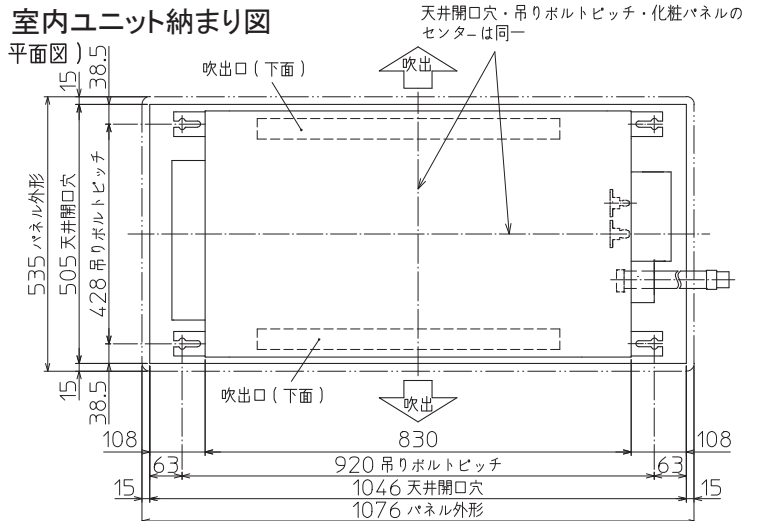 室内ユニット納まり図
平面図 )
天井開口穴・吊りボルトピッチ・化粧パネルの
センタ-は同一
吹出口 ( 下面 )
吹出
15
38.5
535 パネル外形
505 天井開口穴
428 吊りボルトピッチ
15
38.5
吹出口 ( 下面 )
吹出
108
830
108
63
920 吊りボルトピッチ
63
15
1046 天井開口穴
15
1076 パネル外形